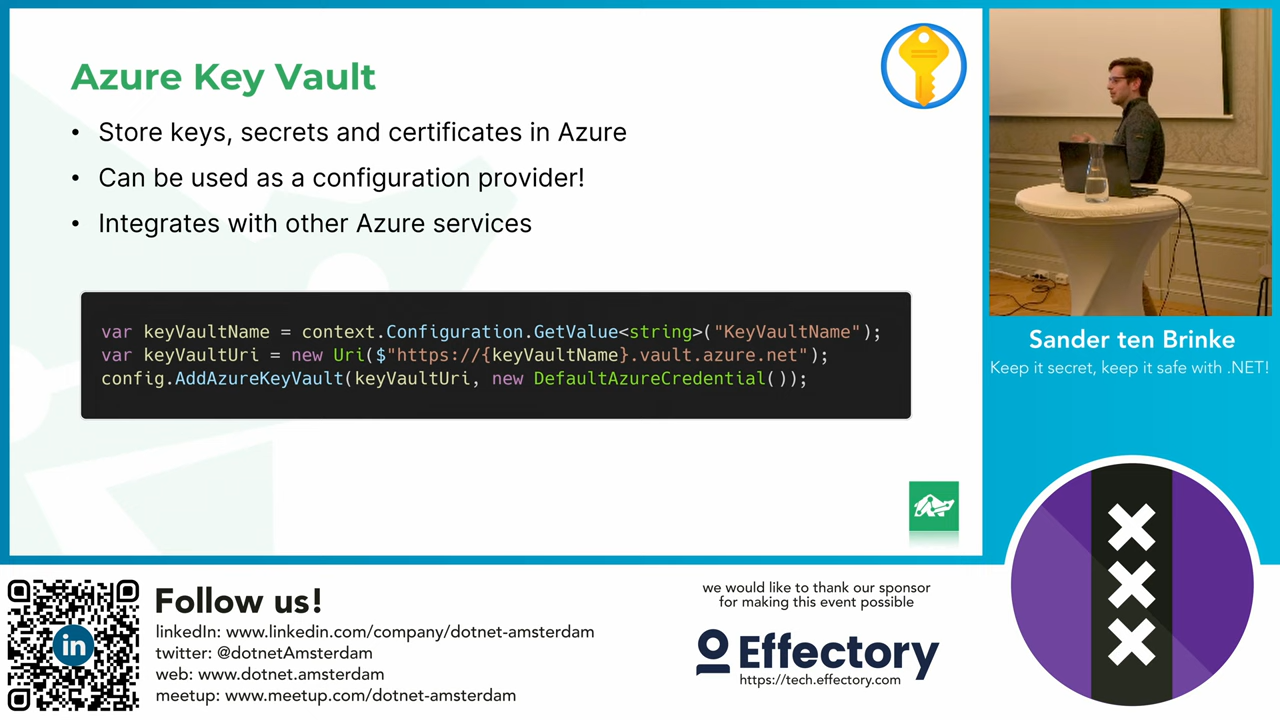 Azure Key Vault
• Store keys, secrets and certificates in Azure
• Can be used as a configuration provider!
• Integrates with other Azure services
var keyVaultName = context.Configuration.GetValue<string>("KeyVaultName");
var keyVaultUri = new Uri($"https://{keyVaultName}.vault.azure.net");
config.AddAzureKeyVault(keyVaultUri, new DefaultAzureCredential());
Sander ten Brinke
Keep it secret, keep it safe with .NET!
Follow us!
linkedIn: www.linkedin.com/company/dotnet-amsterdam
twitter: @dotnetAmsterdam
web: www.dotnet.amsterdam
meetup: www.meetup.com/dotnet-amsterdam
in
we would like to thank our sponsor
for making this event possible
Effectory
https://tech.effectory.com